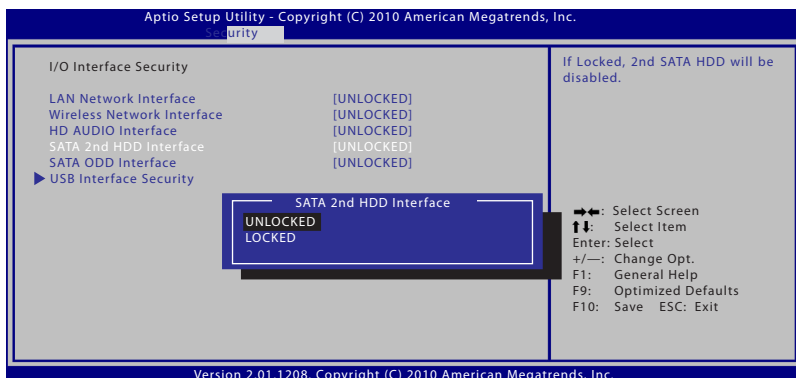 Aptio Setup Utility - Copyright (C) 2010 American Megatrends, Inc.
Security
I/O Interface Security
LAN Network Interface [UNLOCKED]
Wireless Network Interface [UNLOCKED]
HD AUDIO Interface [UNLOCKED]
SATA 2nd HDD Interface [UNLOCKED]
SATA ODD Interface [UNLOCKED]
USB Interface Security
SATA 2nd HDD Interface
UNLOCKED
LOCKED
If Locked, 2nd SATA HDD will be
disabled.
→←: Select Screen
↑↓: Select Item
Enter: Select
+/—: Change Opt.
F1: General Help
F9: Optimized Defaults
F10: Save ESC: Exit
Version 2.01.1208. Copyright (C) 2010 American Megatrends, Inc.